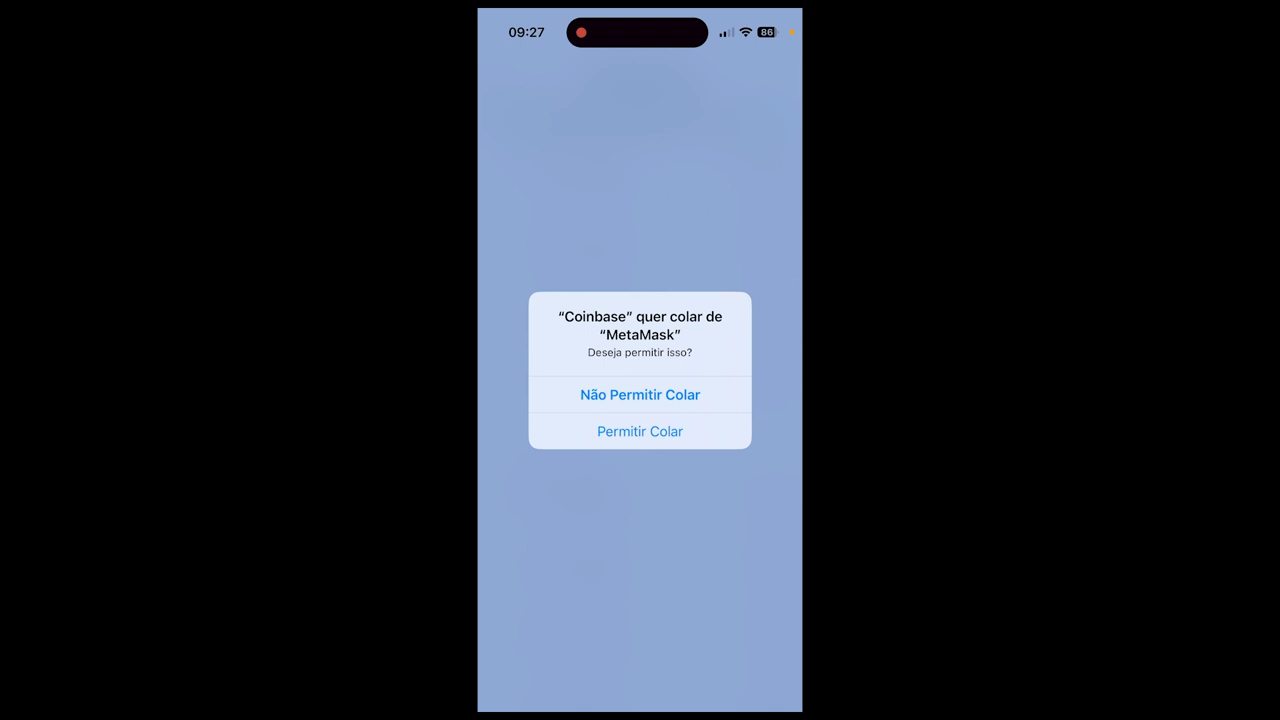 09:27
86
“Coinbase” quer colar de
“MetaMask”
Deseja permitir isso?
Não Permitir Colar
Permitir Colar